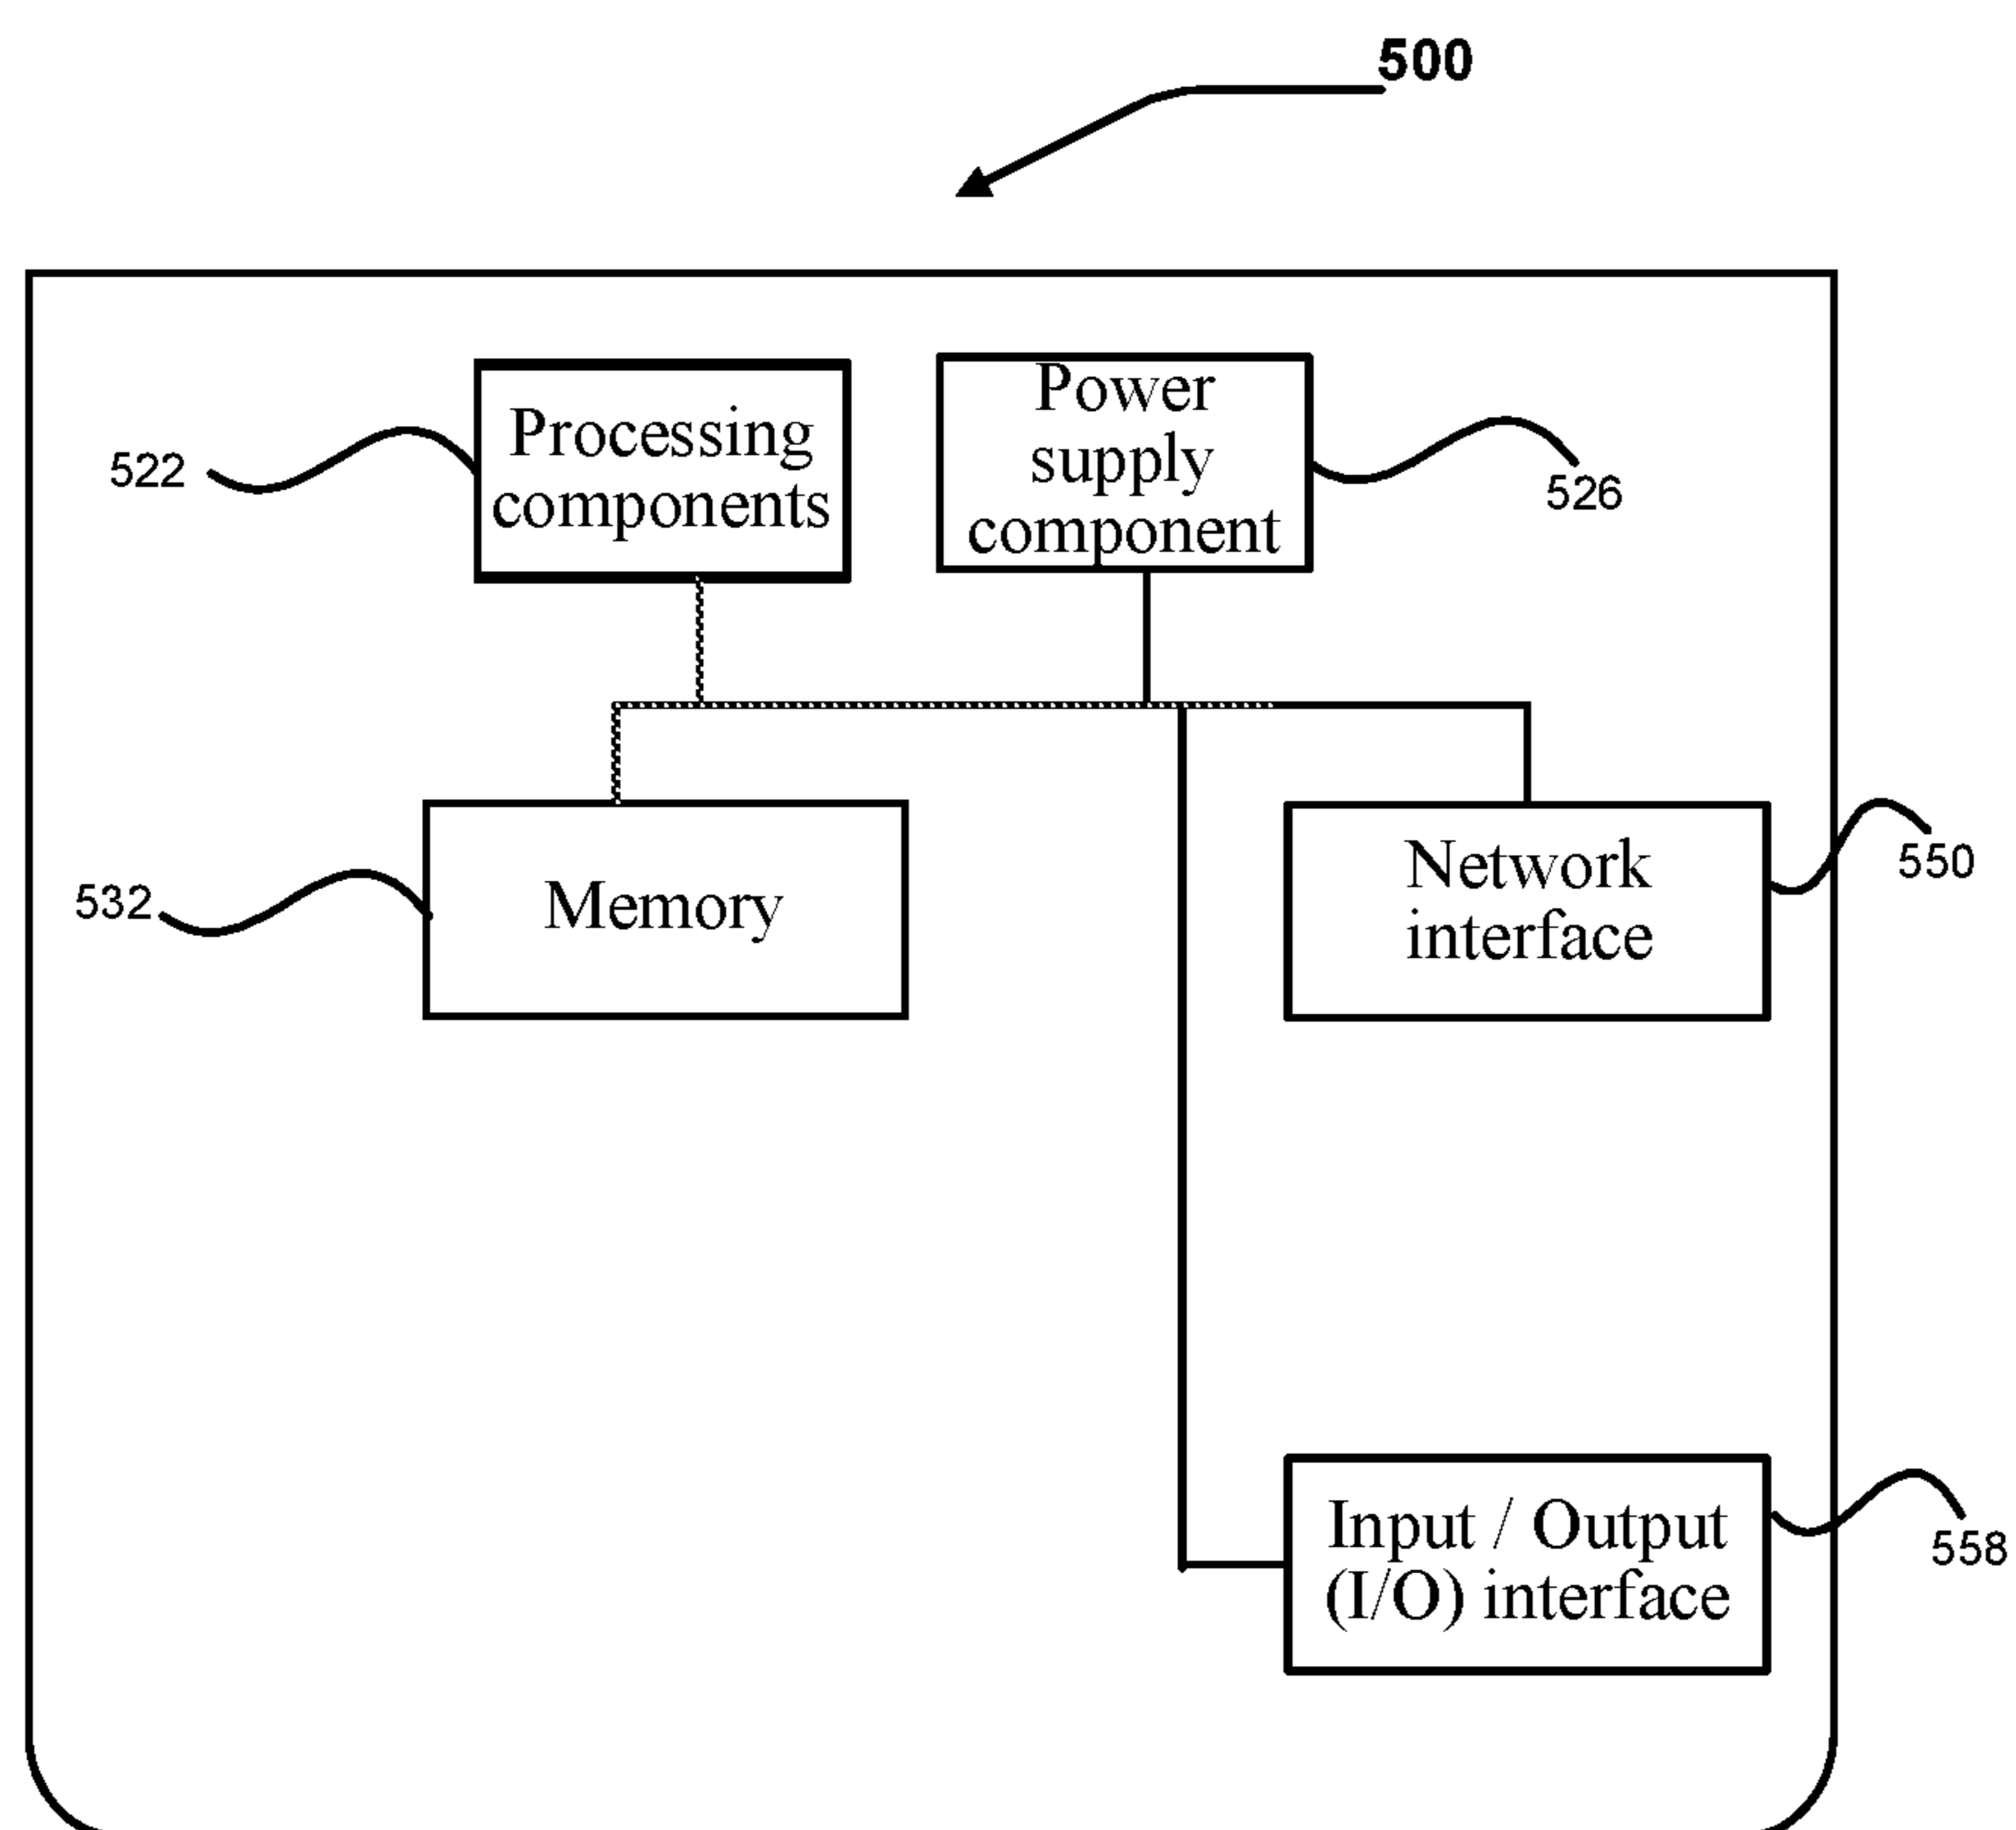 500
Processing
components
Power
supply
component
522
526
Memory
532
Network
interface
550
Input / Output
(I/O) interface
558